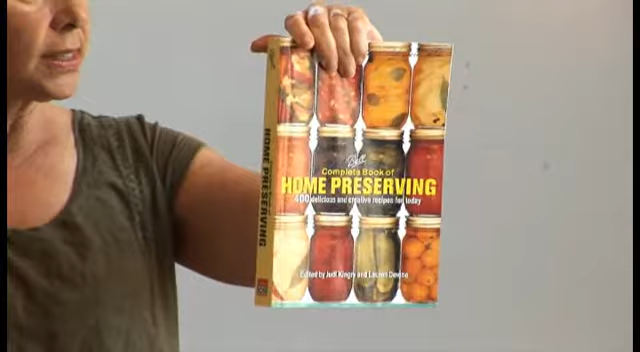 Ball
Complete Book of
HOME PRESERVING
400 delicious and creative recipes for today
Edited by Judi Kingry and Lauren Devine
HOME PRESERVING